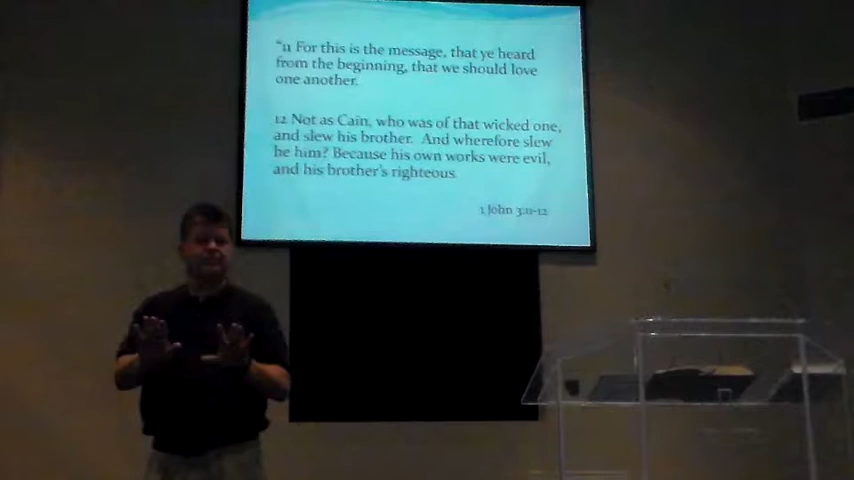 "11 For this is the message, that ye heard
from the beginning, that we should love
one another.
12 Not as Cain, who was of that wicked one,
and slew his brother. And wherefore slew
he him? Because his own works were evil,
and his brother's righteous.
1 John 3:11-12